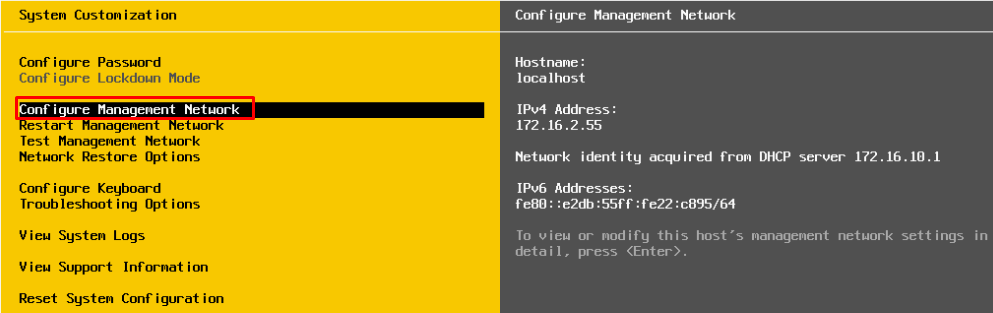 System Customization
Configure Password
Configure Lockdown Mode
Configure Management Network
Restart Management Network
Test Management Network
Network Restore Options
Configure Keyboard
Troubleshooting Options
View System Logs
View Support Information
Reset System Configuration
Configure Management Network
Hostname:
localhost
IPv4 Address:
172.16.2.55
Network identity acquired from DHCP server 172.16.10.1
IPv6 Addresses:
fe80::e2db:55ff:fe22:c895/64
To view or modify this host's management network settings in
detail, press <Enter>.